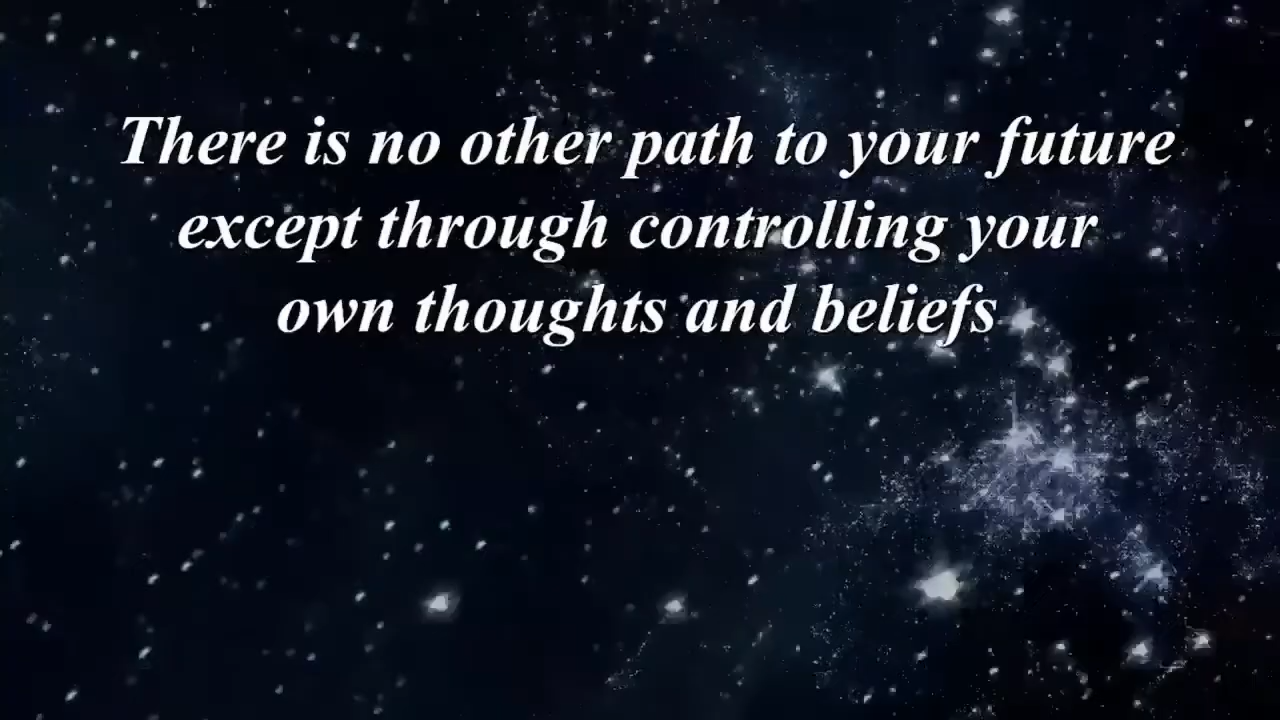 There is no other path to your future
except through controlling your
own thoughts and beliefs